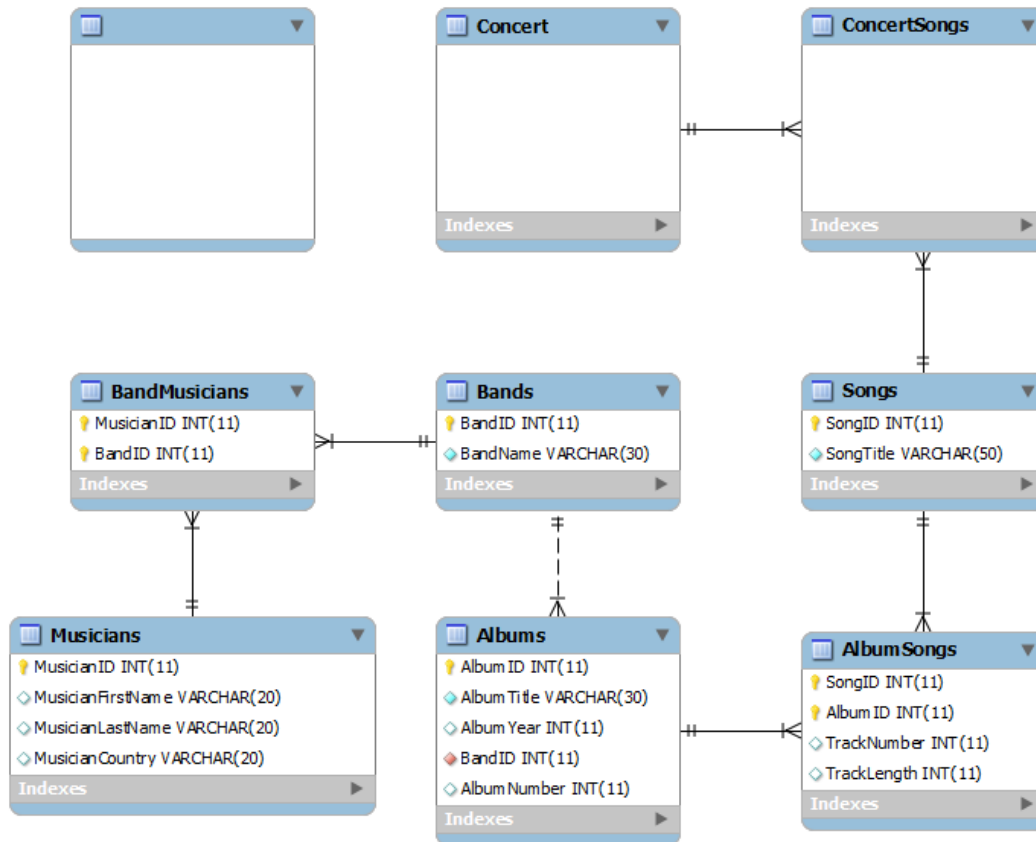 Concert
Indexes
ConcertSongs
Indexes
BandMusicians
MusicianID INT(11)
BandID INT(11)
Indexes
Bands
BandID INT(11)
BandName VARCHAR(30)
Indexes
Songs
SongID INT(11)
SongTitle VARCHAR(50)
Indexes
Musicians
MusicianID INT(11)
MusicianFirstName VARCHAR(20)
MusicianLastName VARCHAR(20)
MusicianCountry VARCHAR(20)
Indexes
Albums
AlbumID INT(11)
AlbumTitle VARCHAR(30)
AlbumYear INT(11)
BandID INT(11)
AlbumNumber INT(11)
Indexes
AlbumSongs
SongID INT(11)
AlbumID INT(11)
TrackNumber INT(11)
TrackLength INT(11)
Indexes